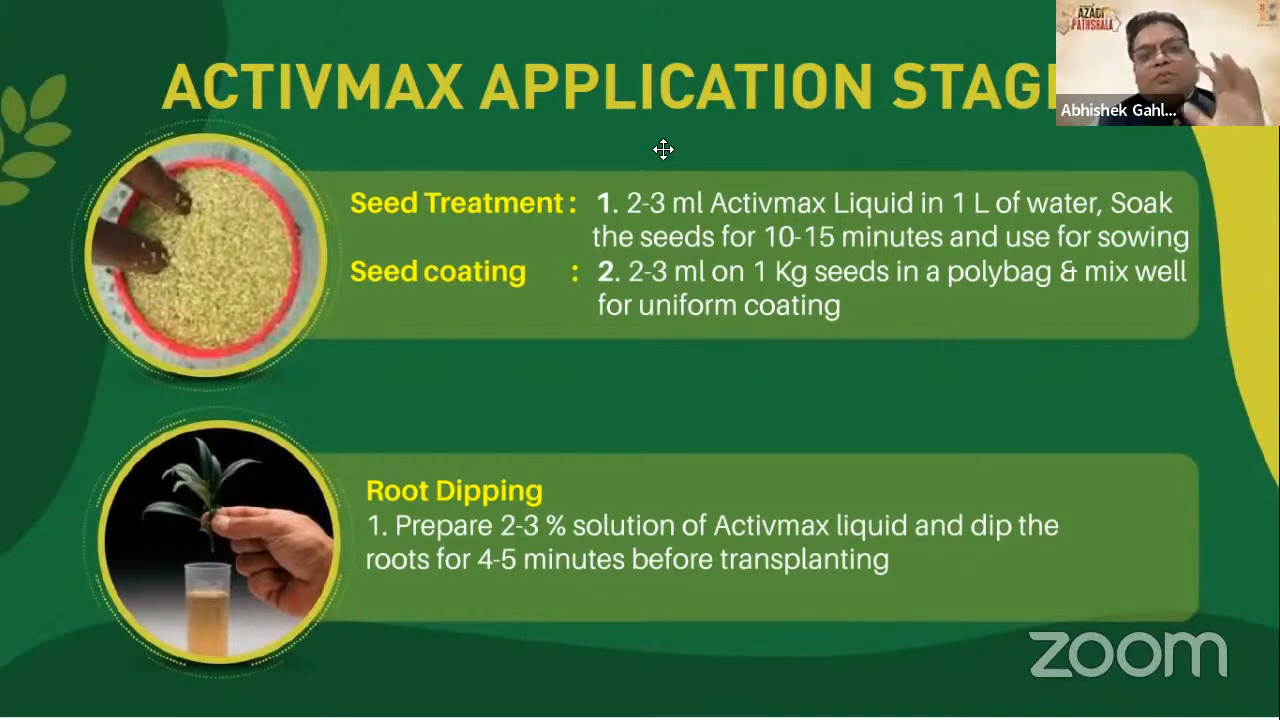 AZADI
PATHSHALA
ACTIVMAX APPLICATION STAG
Abhishek Gahl...
Seed Treatment : 1. 2-3 ml Activmax Liquid in 1 L of water, Soak
the seeds for 10-15 minutes and use for sowing
Seed coating : 2. 2-3 ml on 1 Kg seeds in a polybag & mix well
for uniform coating
Root Dipping
1. Prepare 2-3 % solution of Activmax liquid and dip the
roots for 4-5 minutes before transplanting
zoom